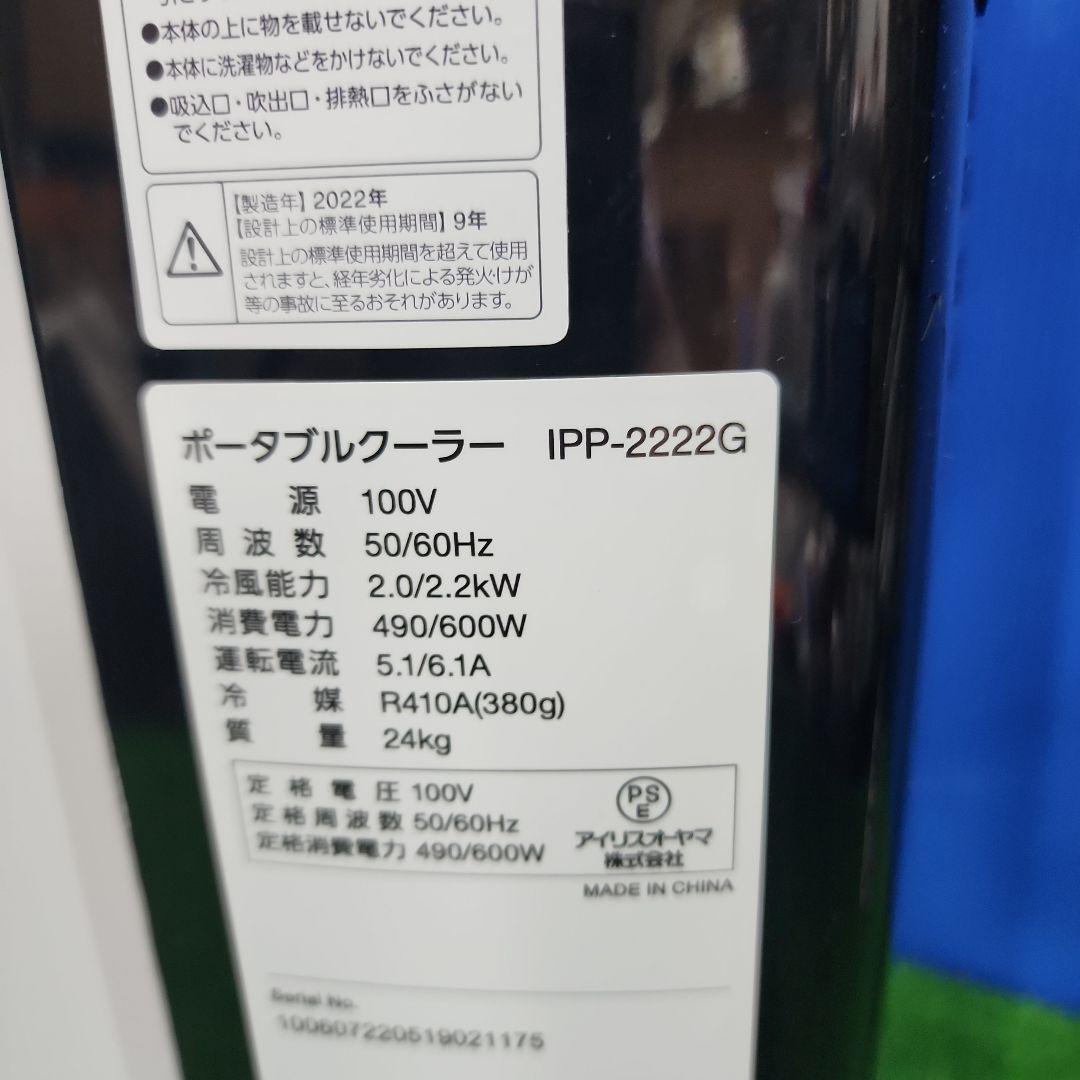 ●本体の上に物を載せないでください。
●本体に洗濯物などをかけないでください。
●吸込口・吹出口・排熱口をふさがない
でください。
【製造年】2022年
【設計上の標準使用期間】9年
設計上の標準使用期間を超えて使用
されますと、経年劣化による発火・けが
等の事故に至るおそれがあります。
ポータブルクーラー IPP-2222G
電源 100V
周波数 50/60Hz
冷風能力 2.0/2.2kW
消費電力 490/600W
運転電流 5.1/6.1A
冷媒 R410A(380g)
質量 24kg
定格電圧 100V
定格周波数 50/60Hz
定格消費電力 490/600W
PSE
アイリスオーヤマ
株式会社
MADE IN CHINA
Serial No.
100607220519021175